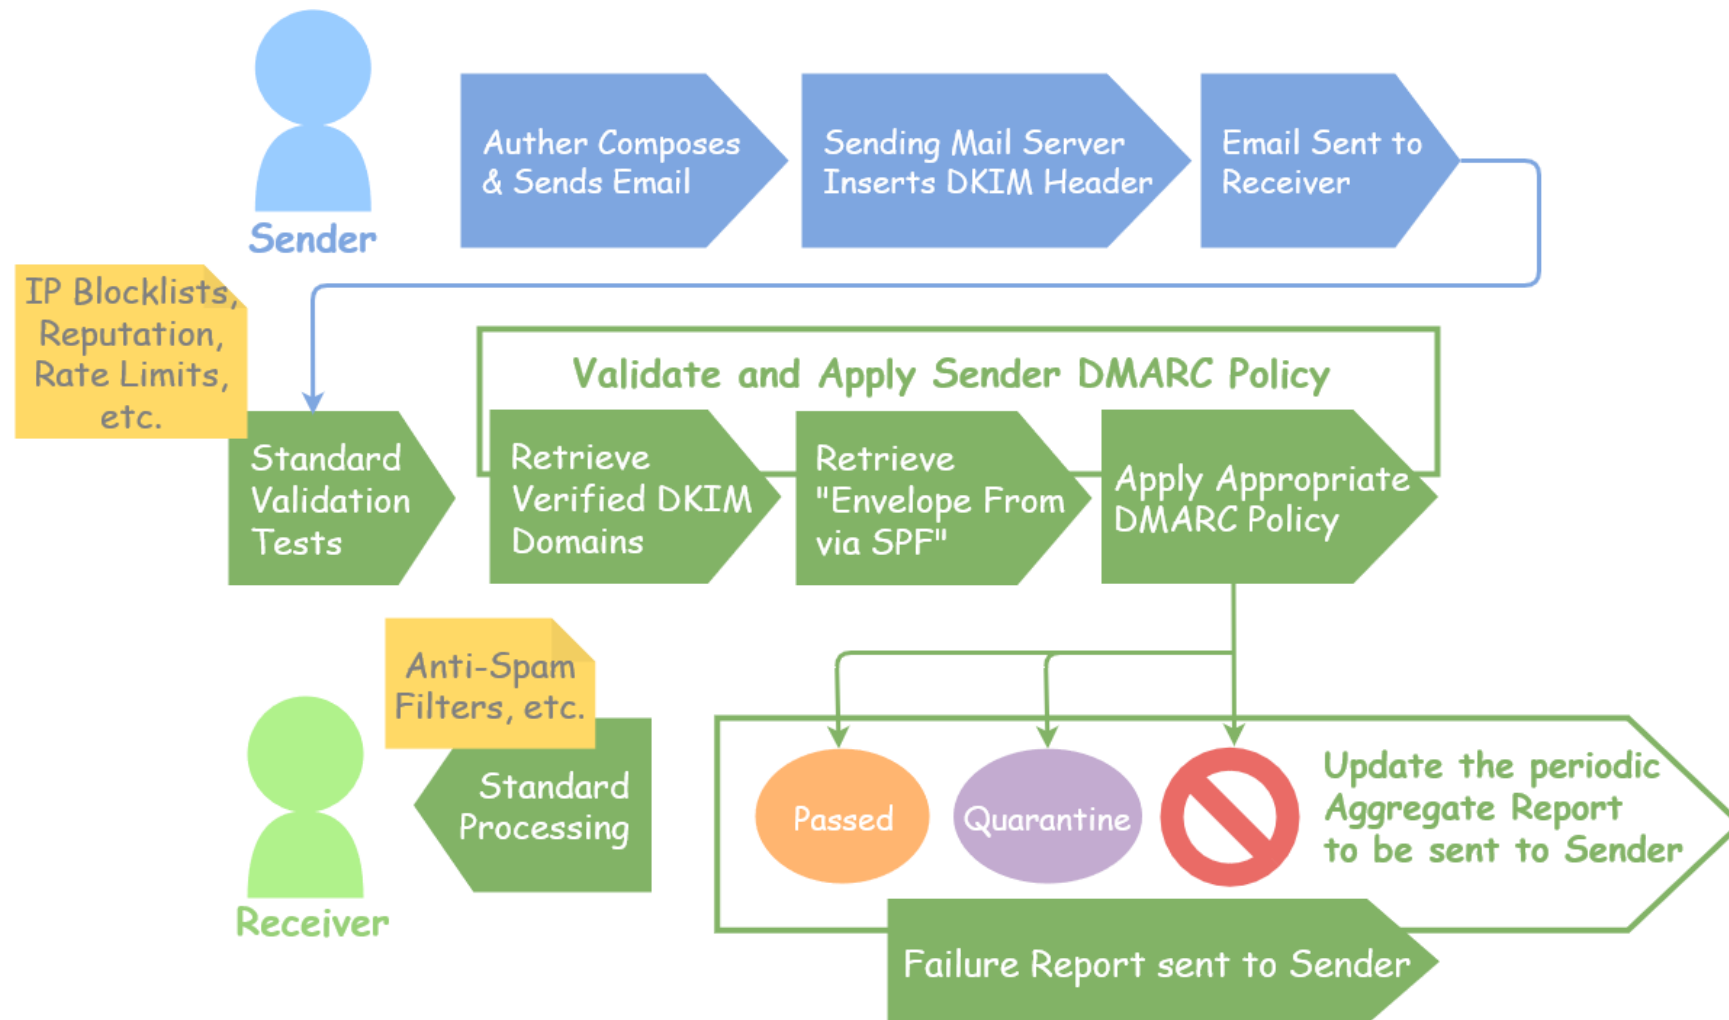 Auther Composes
& Sends Email
Sending Mail Server
Inserts DKIM Header
Email Sent to
Receiver
Sender
IP Blocklists,
Reputation,
Rate Limits,
etc.
Validate and Apply Sender DMARC Policy
Standard
Validation
Tests
Retrieve
Verified DKIM
Domains
Retrieve
"Envelope From
via SPF"
Apply Appropriate
DMARC Policy
Anti-Spam
Filters, etc.
Standard
Processing
Receiver
Passed
Quarantine
Update the periodic
Aggregate Report
to be sent to Sender
Failure Report sent to Sender